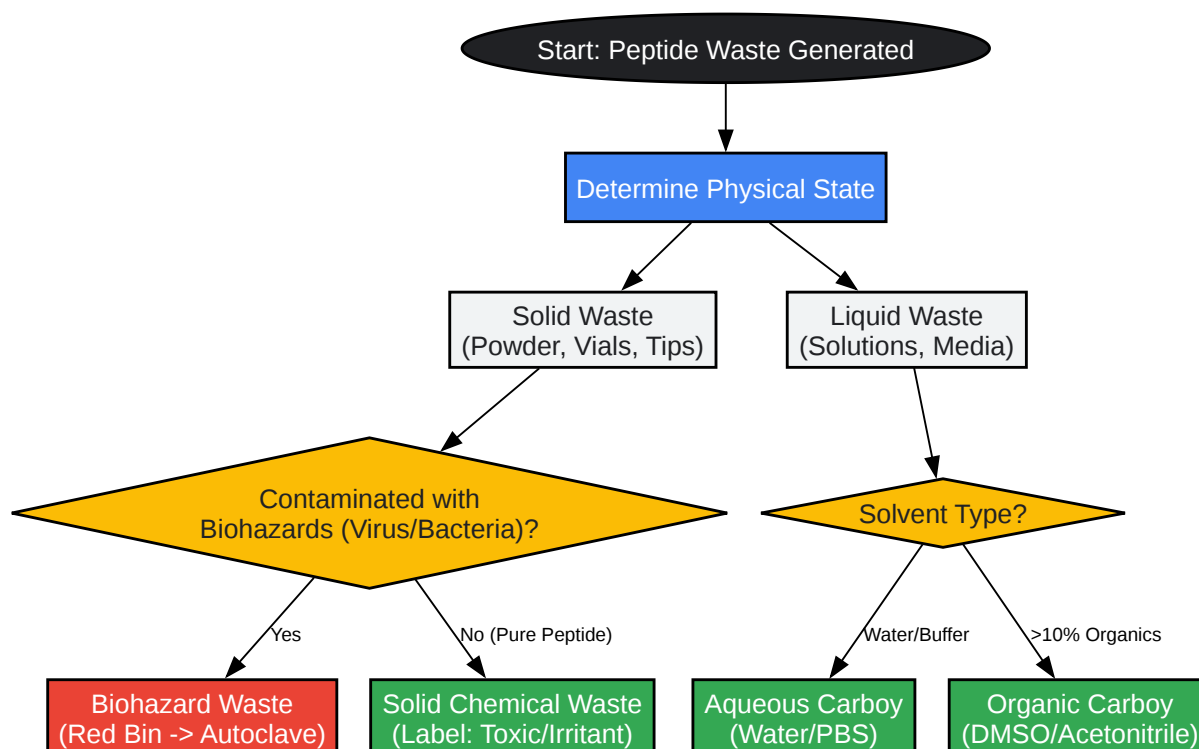 Start: Peptide Waste Generated
Determine Physical State
Solid Waste
(Powder, Vials, Tips)
Liquid Waste
(Solutions, Media)
Contaminated with
Biohazards (Virus/Bacteria)?
Solvent Type?
Yes
No (Pure Peptide)
Water/Buffer
>10% Organics
Biohazard Waste
(Red Bin -> Autoclave)
Solid Chemical Waste
(Label: Toxic/Irritant)
Aqueous Carboy
(Water/PBS)
Organic Carboy
(DMSO/Acetonitrile)